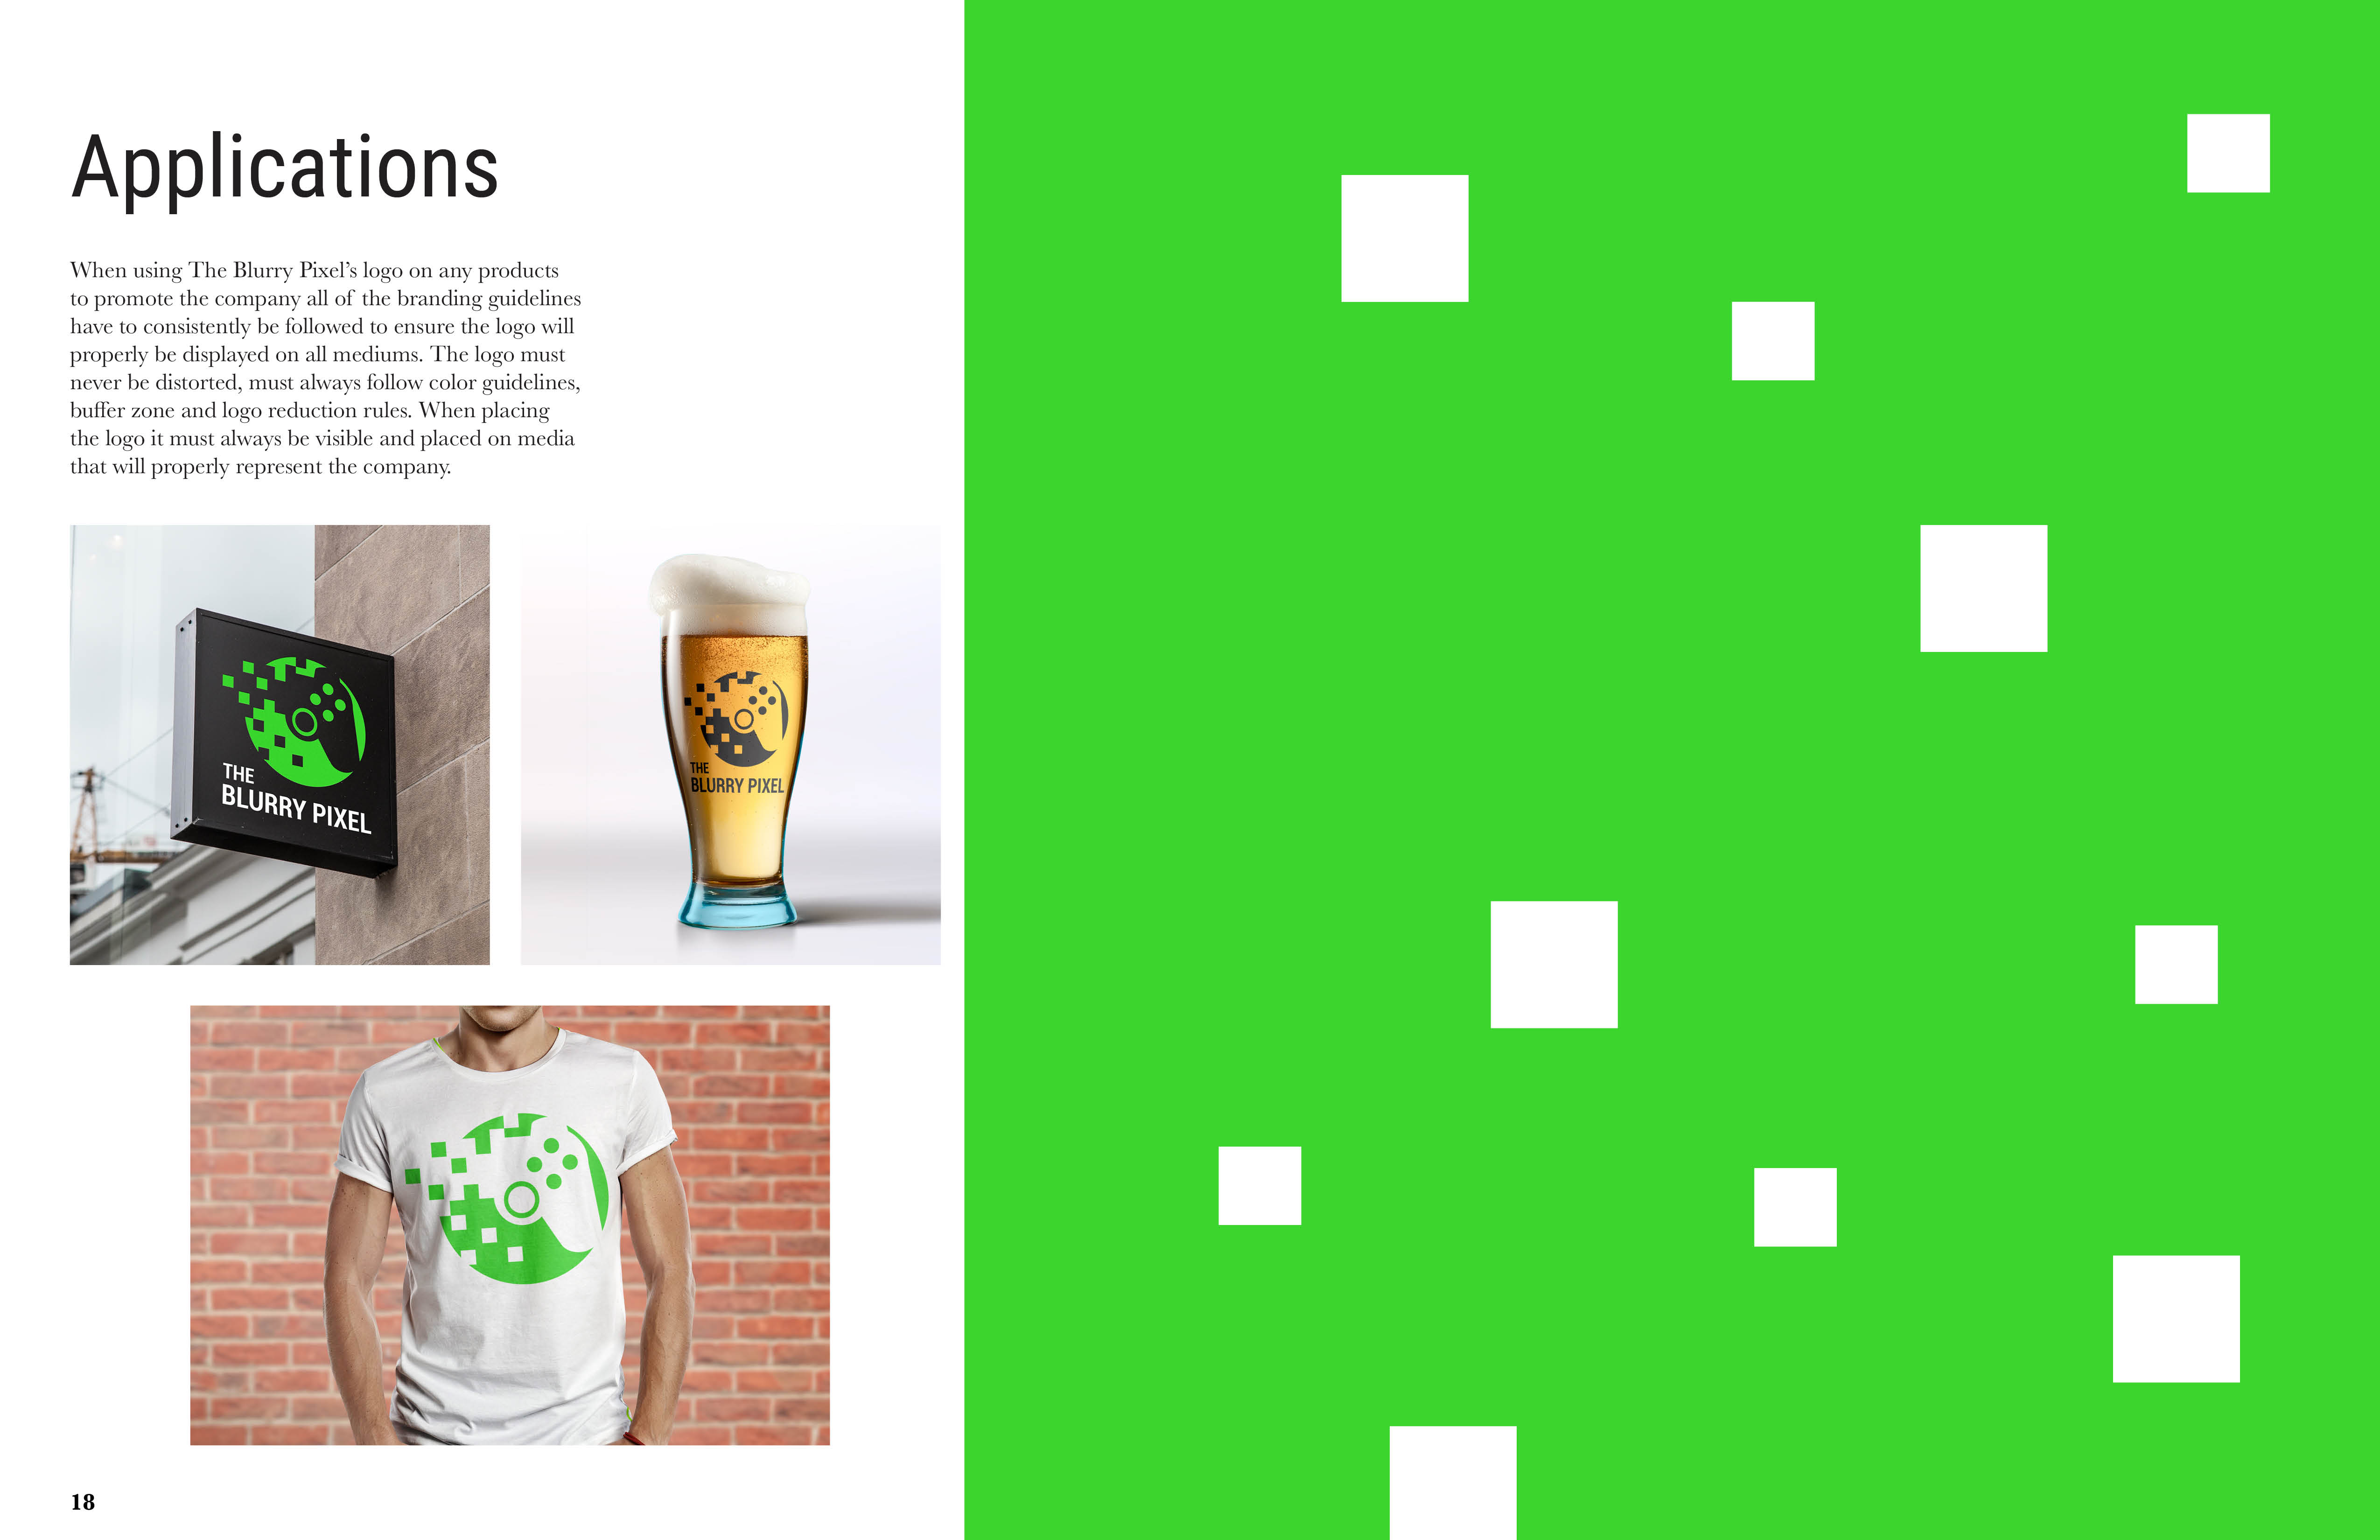 Applications
When using The Blurry Pixel’s logo on any products
to promote the company all of the branding guidelines
have to consistently be followed to ensure the logo will
properly be displayed on all mediums. The logo must
never be distorted, must always follow color guidelines,
buffer zone and logo reduction rules. When placing
the logo it must always be visible and placed on media
that will properly represent the company.
THE
BLURRY PIXEL
THE
BLURRY PIXEL
18